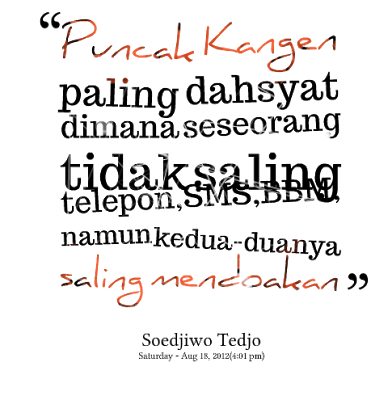 “Puncak Kangen
paling dahsyat
dimana seseorang
tidak saling
telepon,SMS,BBM,
namun kedua-duanya
saling mendoakan”
Soedjiwo Tedjo
Saturday - Aug 18, 2012(4:01 pm)